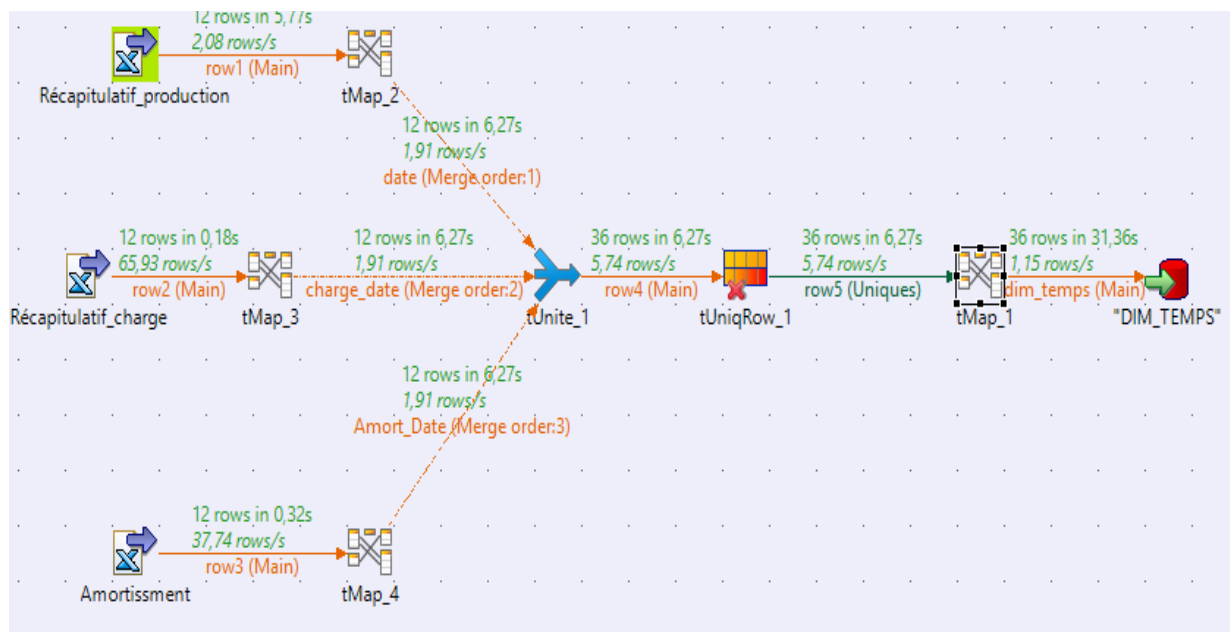 12 rows in 5,77s
2,08 rows/s
row1 (Main)
Récapitulatif_production
tMap_2
12 rows in 6,27s
1,91 rows/s
date (Merge order:1)
12 rows in 0,18s
65,93 rows/s
row2 (Main)
Récapitulatif_charge
tMap_3
12 rows in 6,27s
1,91 rows/s
charge_date (Merge order:2)
tUnite_1
36 rows in 6,27s
5,74 rows/s
row4 (Main)
tUniqRow_1
36 rows in 6,27s
5,74 rows/s
row5 (Uniques)
tMap_1
36 rows in 31,36s
1,15 rows/s
dim_temps (Main)
"DIM_TEMPS"
12 rows in 6,27s
1,91 rows/s
Amort_Date (Merge order:3)
12 rows in 0,32s
37,74 rows/s
row3 (Main)
Amortissment
tMap_4